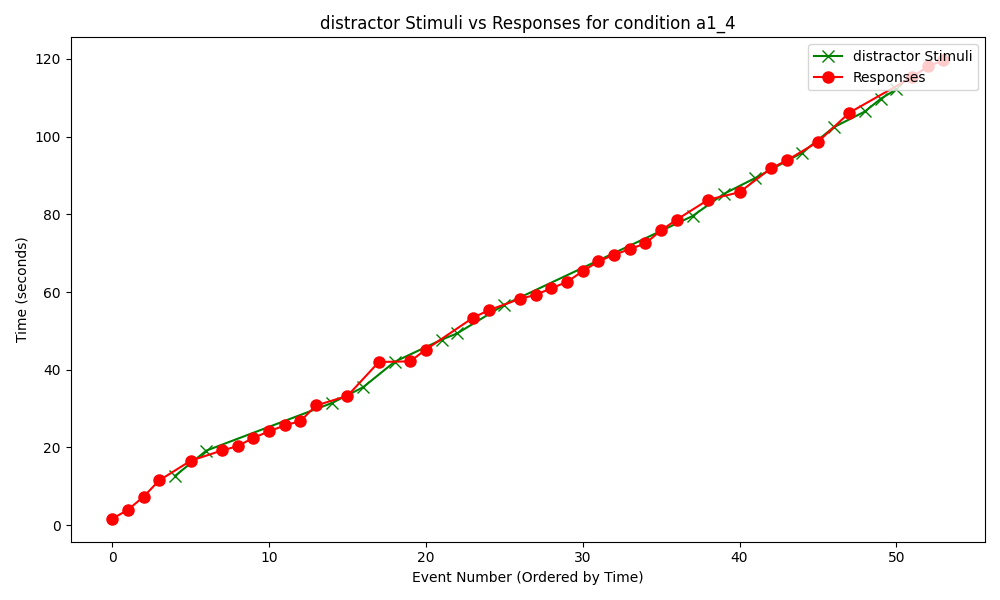 distractor Stimuli vs Responses for condition a1_4
distractor Stimuli
Responses
Time (seconds)
120
100
80
60
40
20
0
0 10 20 30 40 50
Event Number (Ordered by Time)